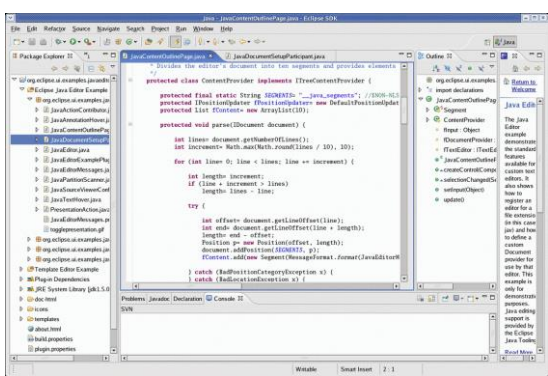 Java - JavaContentOutlinePage.java - Eclipse SDK
File Edit Refactor Source Navigate Search Project Run Window Help
Java
Package Explorer
org.eclipse.ui.examples.javaedit
Eclipse Java Editor Example
org.eclipse.ui.examples.jav
JavaActionContributor.j
JavaAnnotationHover.ja
JavaContentOutlinePag
JavaDocumentSetupPa
JavaEditor.java
JavaEditorExamplePlug
JavaEditorMessages.ja
JavaPartitionScanner.ja
JavaSourceViewerConf
JavaTextHover.java
PresentationAction.java
JavaEditorMessages.pr
togglepresentation.gif
org.eclipse.ui.examples.jav
org.eclipse.ui.examples.jav
org.eclipse.ui.examples.jav
Template Editor Example
Plug-in Dependencies
JRE System Library [jdk1.5.0
doc-html
icons
templates
about.html
build.properties
plugin.properties
JavaContentOutlinePage.java
JavaDocumentSetupParticipant.java
* Divides the editor's document into ten segments and provides elements
*/
protected class ContentProvider implements ITreeContentProvider {
protected final static String SEGMENTS= "__java_segments"; //$NON-NLS
protected IPositionUpdater fPositionUpdater= new DefaultPositionUpdat
protected List fContent= new ArrayList(10);
protected void parse(IDocument document) {
int lines= document.getNumberOfLines();
int increment= Math.max(Math.round(lines / 10), 10);
for (int line= 0; line < lines; line += increment) {
int length= increment;
if (line + increment > lines)
length= lines - line;
try {
int offset= document.getLineOffset(line);
int end= document.getLineOffset(line + length);
length= end - offset;
Position p= new Position(offset, length);
document.addPosition(SEGMENTS, p);
fContent.add(new Segment(MessageFormat.format(JavaEditorM
} catch (BadPositionCategoryException x) {
} catch (BadLocationException x) {
Problems Javadoc Declaration Console
SVN
Outline
org.eclipse.ui.examples.
import declarations
JavaContentOutlinePag
Segment
ContentProvider
fInput : Object
fDocumentProvider :
fTextEditor : ITextEd
JavaContentOutlineP
createControl(Compo
selectionChanged(Se
setInput(Object)
update()
Return to
Welcome
Java Edit
The Java
Editor
example
demonstrate
the standard
features
available for
custom text
editors. It
also shows
how to
register an
editor for a
file extension
(in this case
.jav) and how
to define a
custom
Document
provider for
use by that
editor. This
example is
only for
demonstratio
purposes.
Java editing
support is
provided by
the Eclipse
Java Tooling
Read More
Writable Smart Insert 2 : 1